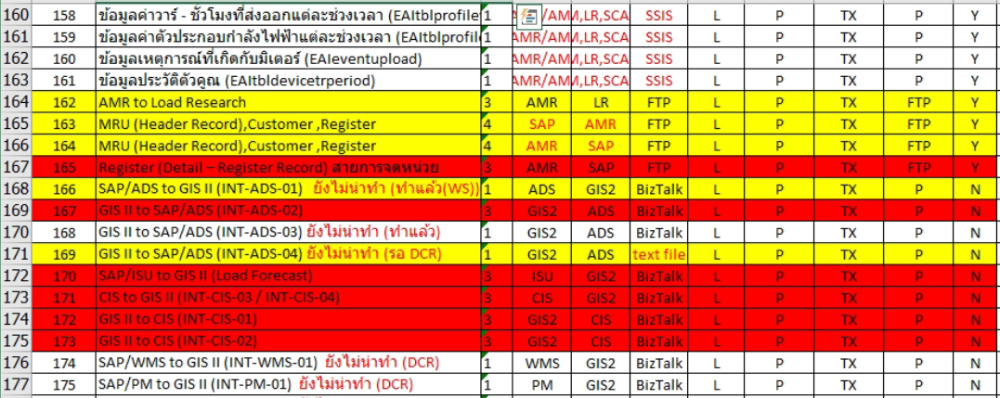 160 158 ข้อมูลค่าวาร์ - ชั่วโมงที่ส่งออกแต่ละช่วงเวลา (EAItblprofile 1 /AMM,LR,SCA SSIS L P TX P Y
161 159 ข้อมูลค่าตัวประกอบกำลังไฟฟ้าแต่ละช่วงเวลา (EAItblprofil 1 AMR/AMM,LR,SCA SSIS L P TX P Y
162 160 ข้อมูลเหตุการณ์ที่เกิดกับมิเตอร์ (EAIeventupload) 1 AMR/AMM,LR,SCA SSIS L P TX P Y
163 161 ข้อมูลประวัติตัวคูณ (EAItbldevicetrperiod) 1 AMR/AMM,LR,SCA SSIS L P TX P Y
164 162 AMR to Load Research 3 AMR LR FTP L P TX FTP Y
165 163 MRU (Header Record),Customer ,Register 4 SAP AMR FTP L P TX FTP Y
166 164 MRU (Header Record),Customer ,Register 4 AMR SAP FTP L P TX FTP Y
167 165 Register (Detail – Register Record) สายการจดหน่วย 3 AMR SAP FTP L P TX FTP Y
168 166 SAP/ADS to GIS II (INT-ADS-01) ยังไม่น่าทำ (ทำแล้ว(WS)) 1 ADS GIS2 BizTalk L P TX P N
169 167 GIS II to SAP/ADS (INT-ADS-02) 3 GIS2 ADS BizTalk L P TX P N
170 168 GIS II to SAP/ADS (INT-ADS-03) ยังไม่น่าทำ (ทำแล้ว) 1 GIS2 ADS BizTalk L P TX P N
171 169 GIS II to SAP/ADS (INT-ADS-04) ยังไม่น่าทำ (รอ DCR) 1 GIS2 ADS text file L P TX P N
172 170 SAP/ISU to GIS II (Load Forecast) 3 ISU GIS2 BizTalk L P TX P N
173 171 CIS to GIS II (INT-CIS-03 / INT-CIS-04) 3 CIS GIS2 BizTalk L P TX P N
174 172 GIS II to CIS (INT-CIS-01) 3 GIS2 CIS BizTalk L P TX P N
175 173 GIS II to CIS (INT-CIS-02) 3 GIS2 CIS BizTalk L P TX P N
176 174 SAP/WMS to GIS II (INT-WMS-01) ยังไม่น่าทำ (DCR) 1 WMS GIS2 BizTalk L P TX P N
177 175 SAP/PM to GIS II (INT-PM-01) ยังไม่น่าทำ (DCR) 1 PM GIS2 BizTalk L P TX P N